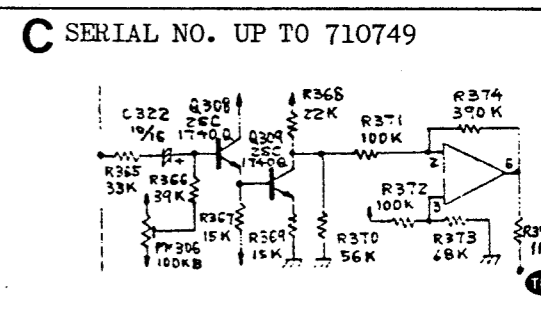 C SERIAL NO. UP TO 710749
C322
10/16
Q308
2SC
1740Q
Q309
2SC
1740Q
R368
22K
R371
100K
R374
390K
R365
33K
R366
39K
R367
15K
R369
15K
R370
56K
R372
100K
R373
68K
2
3
6
100KB